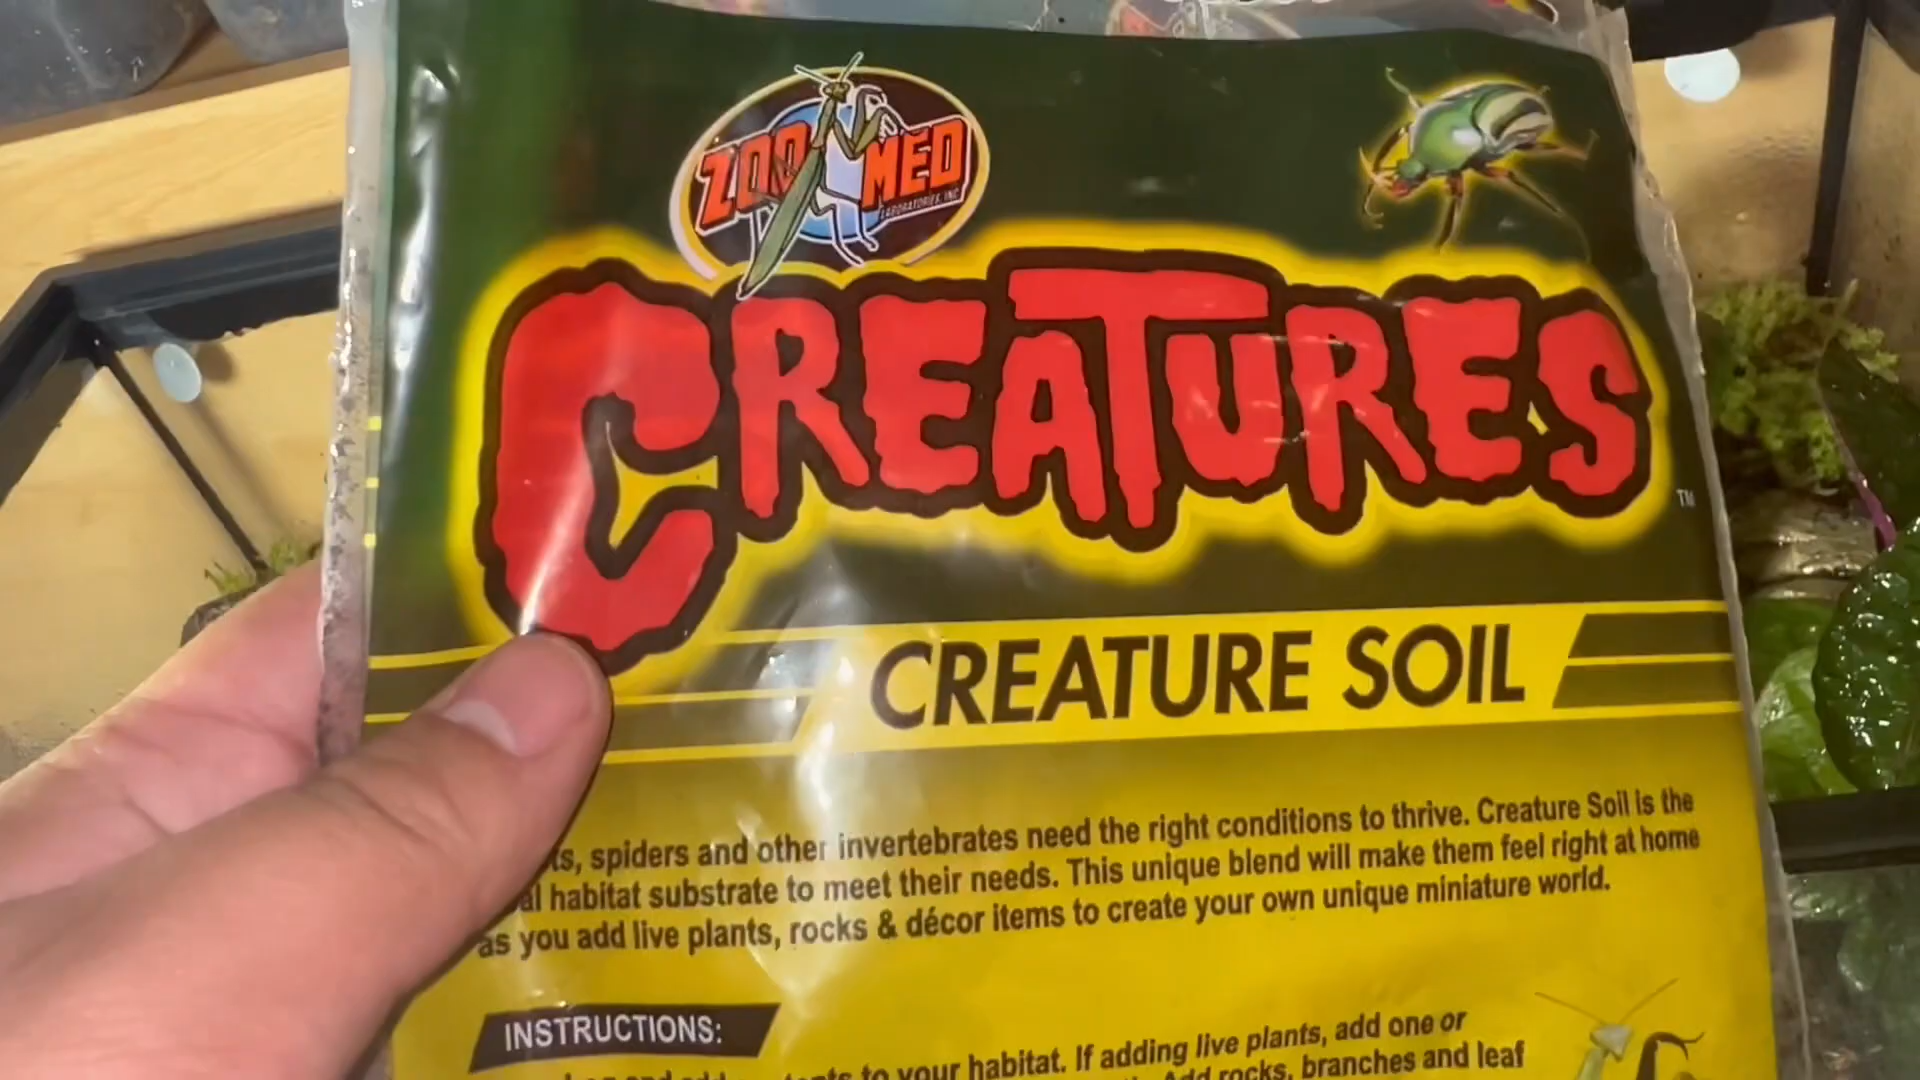 ZOO MED
LABORATORIES, INC
CREATURES
TM
CREATURE SOIL
spiders and other invertebrates need the right conditions to thrive. Creature Soil is the
habitat substrate to meet their needs. This unique blend will make them feel right at home
as you add live plants, rocks & décor items to create your own unique miniature world.
INSTRUCTIONS:
to your habitat. If adding live plants, add one or
Add rocks, branches and leaf